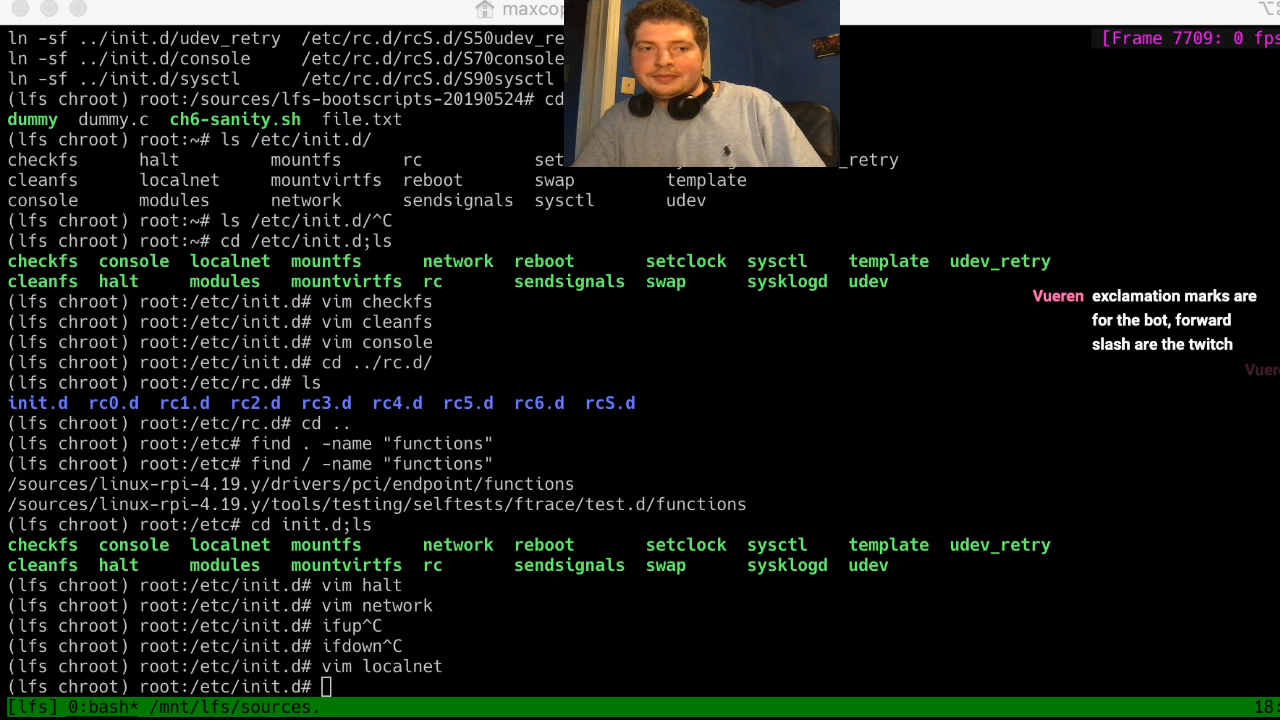 maxcop
ln -sf ../init.d/udev_retry  /etc/rc.d/rcS.d/S50udev_re
[Frame 7709: 0 fps
ln -sf ../init.d/console     /etc/rc.d/rcS.d/S70console
ln -sf ../init.d/sysctl      /etc/rc.d/rcS.d/S90sysctl
(lfs chroot) root:/sources/lfs-bootscripts-20190524# cd
dummy  dummy.c  ch6-sanity.sh  file.txt
(lfs chroot) root:~# ls /etc/init.d/
checkfs      halt         mountfs      rc           set _retry
cleanfs      localnet     mountvirtfs  reboot       swap         template
console      modules      network      sendsignals  sysctl       udev
(lfs chroot) root:~# ls /etc/init.d/^C
(lfs chroot) root:~# cd /etc/init.d;ls
checkfs  console  localnet  mountfs      network  reboot       setclock  sysctl    template  udev_retry
cleanfs  halt     modules   mountvirtfs  rc       sendsignals  swap      sysklogd  udev
(lfs chroot) root:/etc/init.d# vim checkfs
(lfs chroot) root:/etc/init.d# vim cleanfs
(lfs chroot) root:/etc/init.d# vim console
(lfs chroot) root:/etc/init.d# cd ../rc.d/
(lfs chroot) root:/etc/rc.d# ls
init.d  rc0.d  rc1.d  rc2.d  rc3.d  rc4.d  rc5.d  rc6.d  rcS.d
(lfs chroot) root:/etc/rc.d# cd ..
(lfs chroot) root:/etc# find . -name "functions"
(lfs chroot) root:/etc# find / -name "functions"
/sources/linux-rpi-4.19.y/drivers/pci/endpoint/functions
/sources/linux-rpi-4.19.y/tools/testing/selftests/ftrace/test.d/functions
(lfs chroot) root:/etc# cd init.d;ls
checkfs  console  localnet  mountfs      network  reboot       setclock  sysctl    template  udev_retry
cleanfs  halt     modules   mountvirtfs  rc       sendsignals  swap      sysklogd  udev
(lfs chroot) root:/etc/init.d# vim halt
(lfs chroot) root:/etc/init.d# vim network
(lfs chroot) root:/etc/init.d# ifup^C
(lfs chroot) root:/etc/init.d# ifdown^C
(lfs chroot) root:/etc/init.d# vim localnet
(lfs chroot) root:/etc/init.d#
[lfs] 0:bash* /mnt/lfs/sources.
18
Vueren exclamation marks are
for the bot, forward
slash are the twitch
Vuer